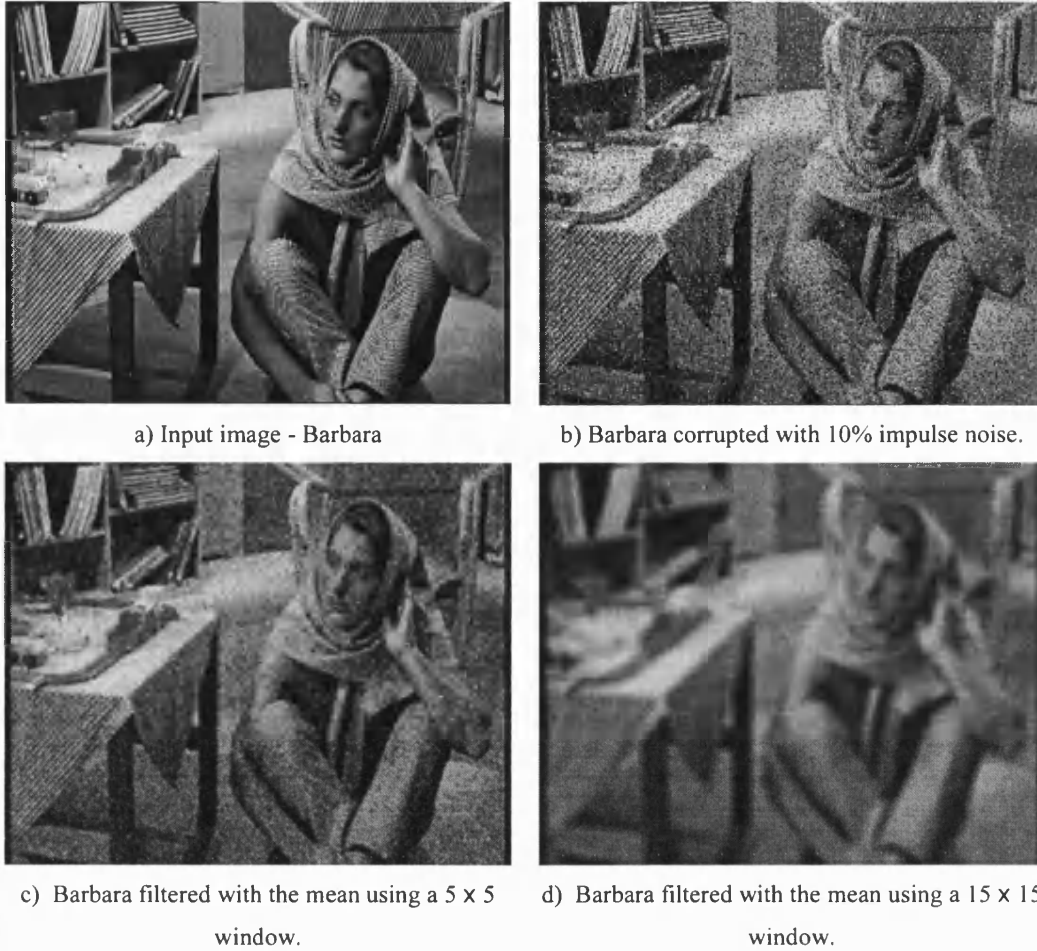 a) Input image - Barbara
b) Barbara corrupted with 10% impulse noise.
c) Barbara filtered with the mean using a 5 x 5
window.
d) Barbara filtered with the mean using a 15 x 15
window.